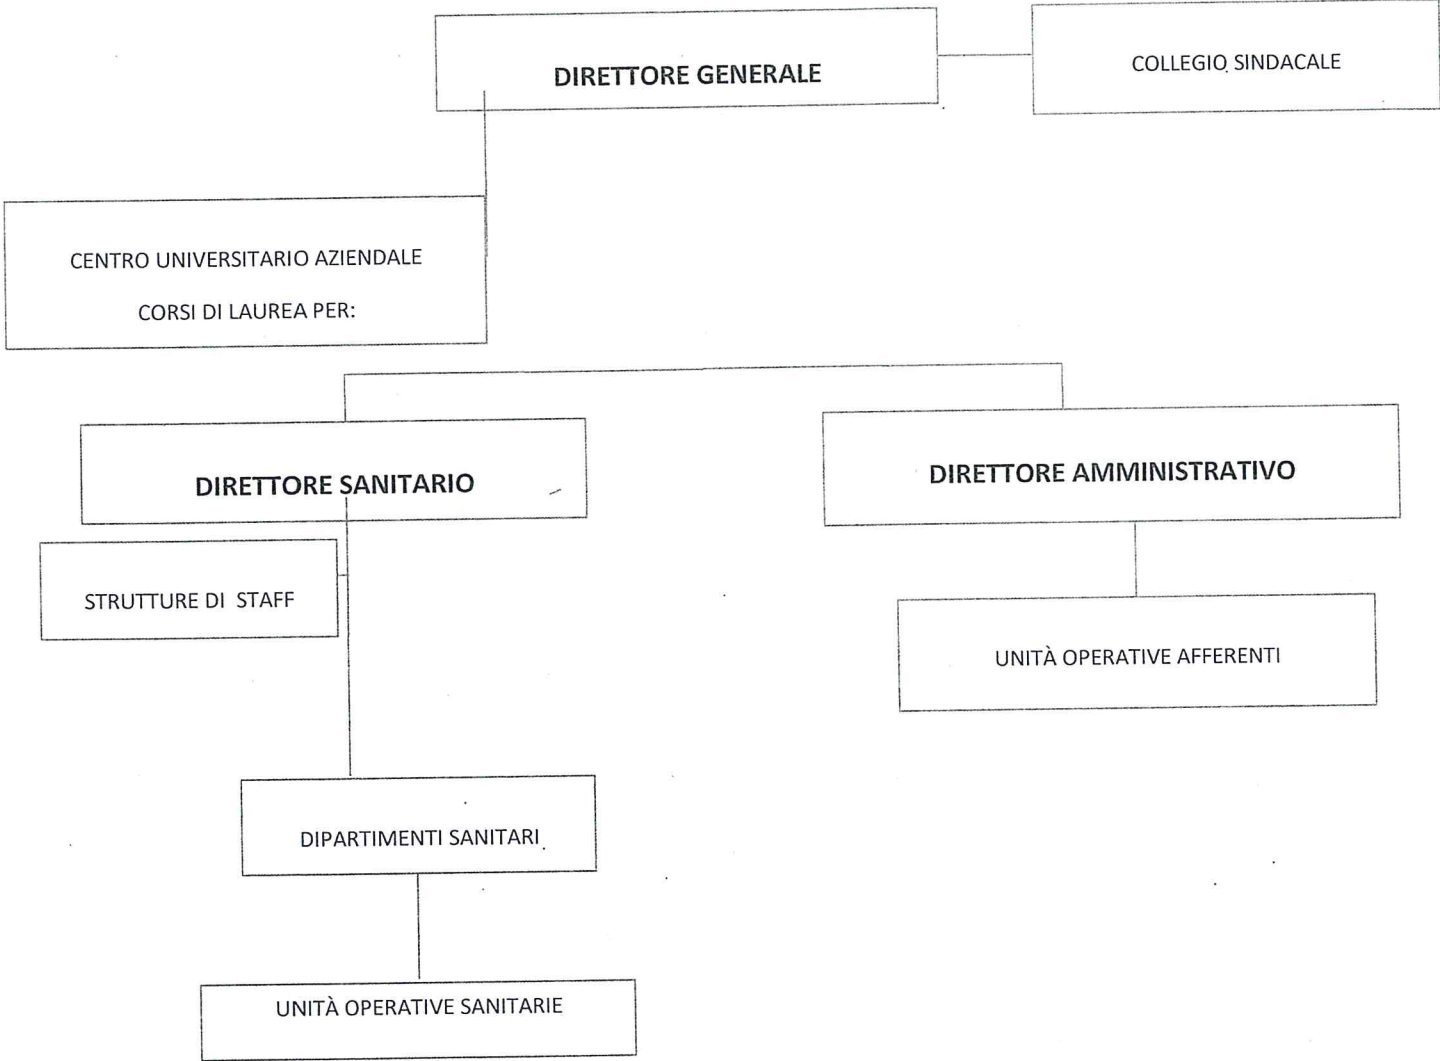 DIRETTORE GENERALE
COLLEGIO SINDACALE
CENTRO UNIVERSITARIO AZIENDALE
CORSI DI LAUREA PER:
DIRETTORE SANITARIO
DIRETTORE AMMINISTRATIVO
STRUTTURE DI STAFF
UNITÀ OPERATIVE AFFERENTI
DIPARTIMENTI SANITARI
UNITÀ OPERATIVE SANITARIE